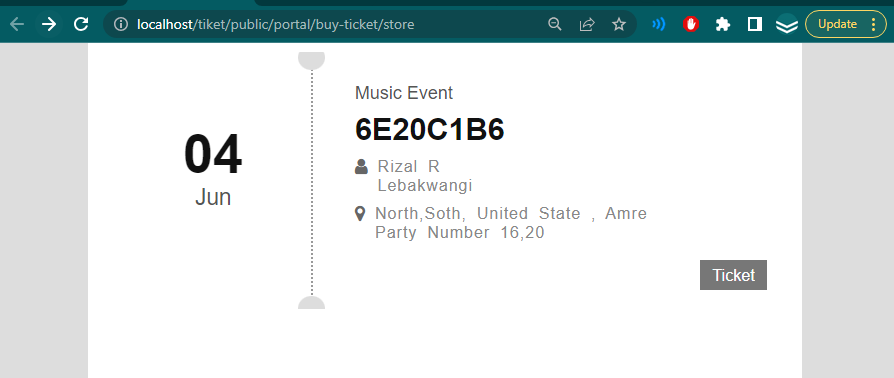 localhost/tiket/public/portal/buy-ticket/store
Update
Music Event
6E20C1B6
04
Jun
Rizal R
Lebakwangi
North,Soth, United State , Amre
Party Number 16,20
Ticket